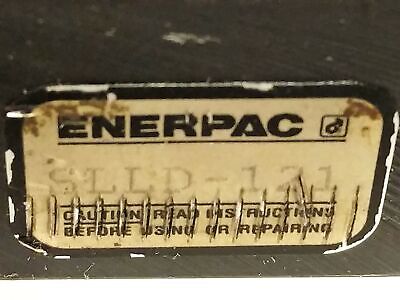 ENERPAC
SLLD-121
CAUTION: READ INSTRUCTIONS
BEFORE USING OR REPAIRING